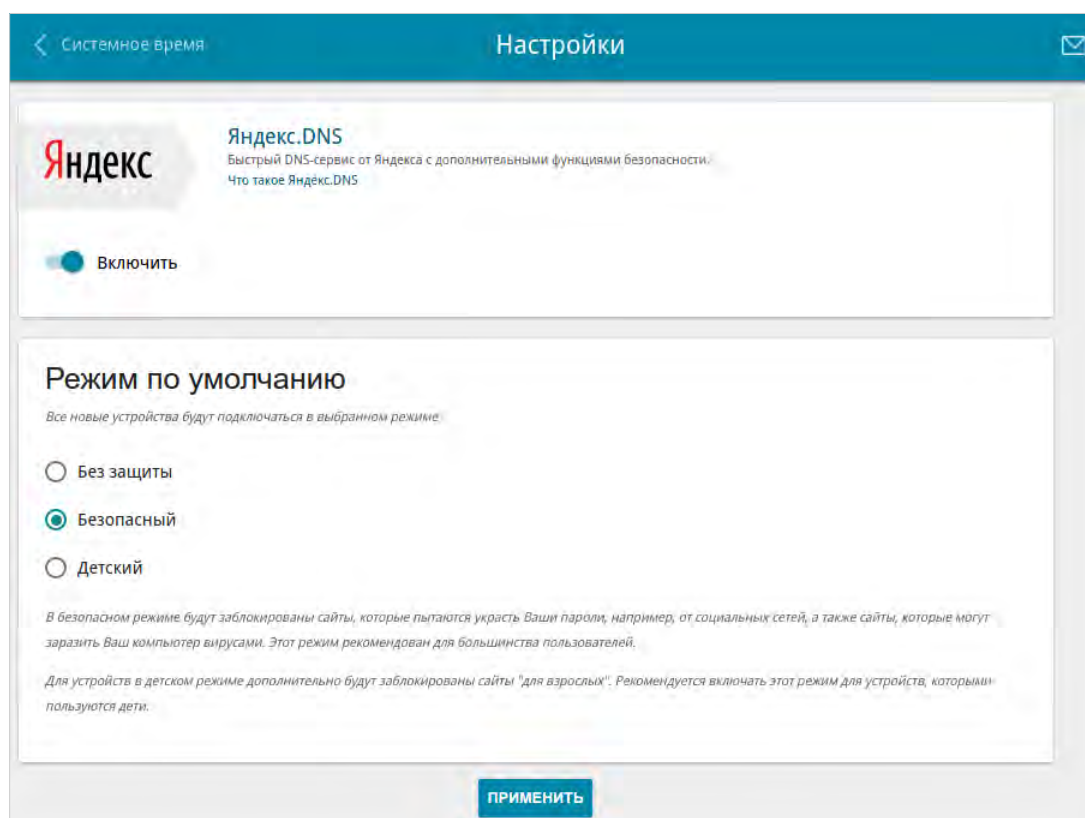 Системное время
Настройки
Яндекс
Яндекс.DNS
Быстрый DNS-сервис от Яндекса с дополнительными функциями безопасности.
Что такое Яндекс.DNS
Включить
Режим по умолчанию
Все новые устройства будут подключаться в выбранном режиме
Без защиты
Безопасный
Детский
В безопасном режиме будут заблокированы сайты, которые пытаются украсть Ваши пароли, например, от социальных сетей, а также сайты, которые могут
заразить Ваш компьютер вирусами. Этот режим рекомендован для большинства пользователей.
Для устройств в детском режиме дополнительно будут заблокированы сайты "для взрослых". Рекомендуется включать этот режим для устройств, которыми
пользуются дети.
ПРИМЕНИТЬ